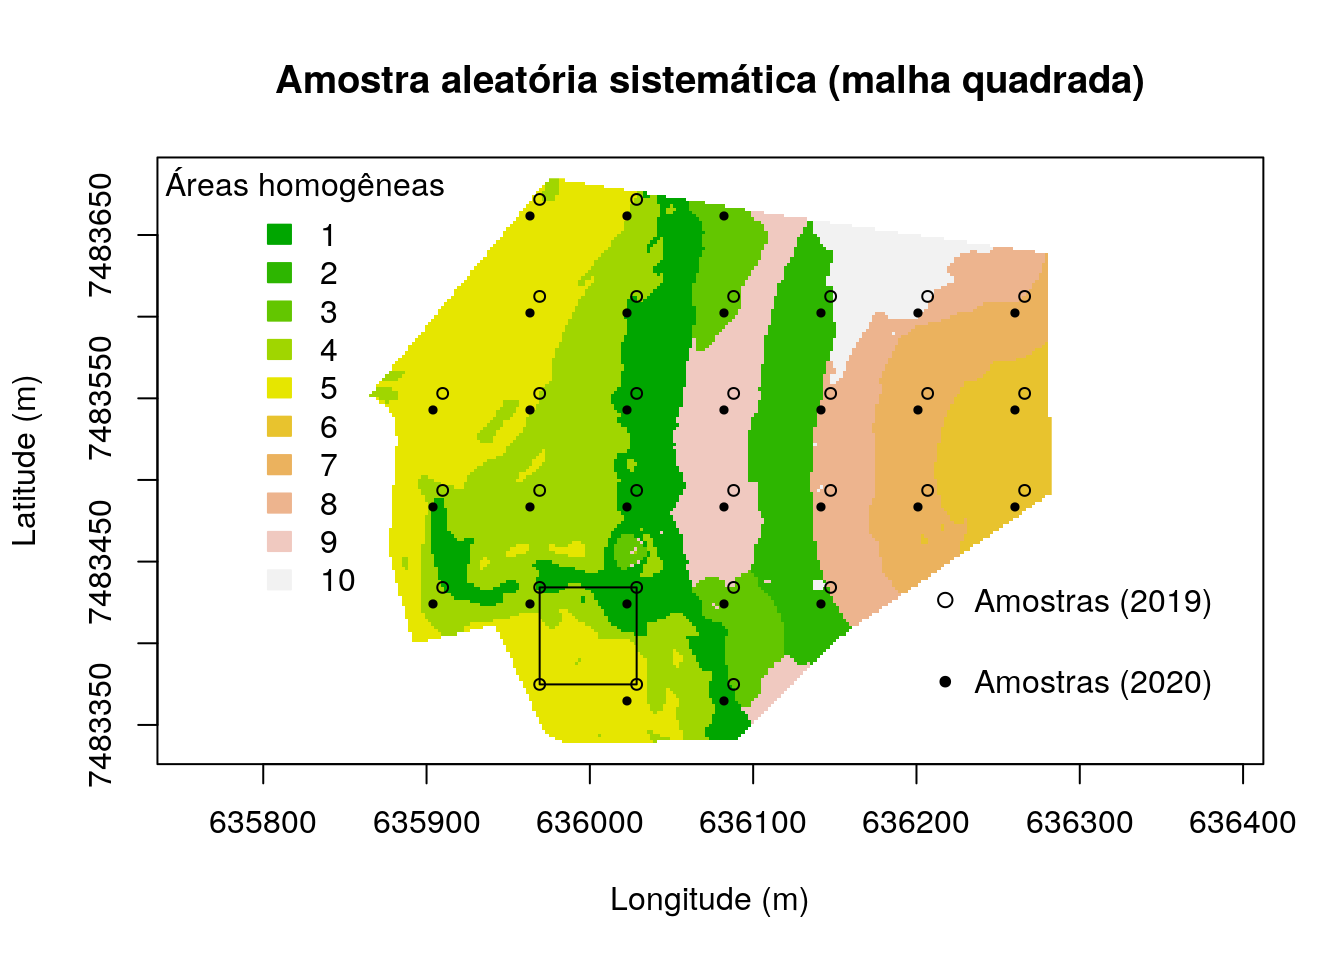 Amostra aleatória sistemática (malha quadrada)
Áreas homogêneas
1
2
3
4
5
6
7
8
9
10
Amostras (2019)
Amostras (2020)
7483650
7483550
7483450
7483350
Latitude (m)
635800 635900 636000 636100 636200 636300 636400
Longitude (m)